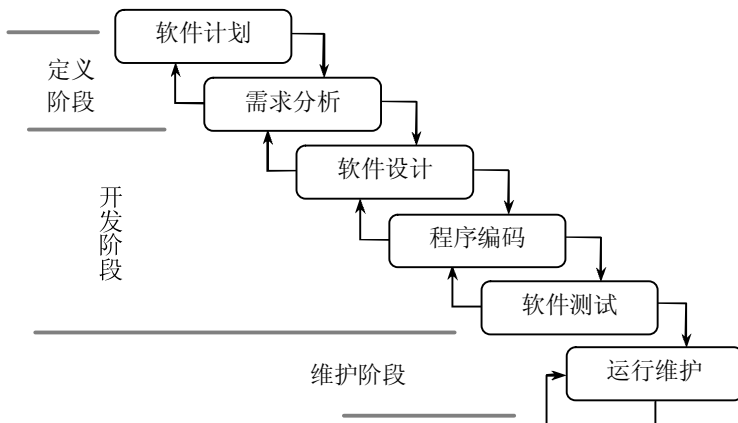 软件计划
定义
阶段
需求分析
软件设计
开发阶段
程序编码
软件测试
维护阶段
运行维护